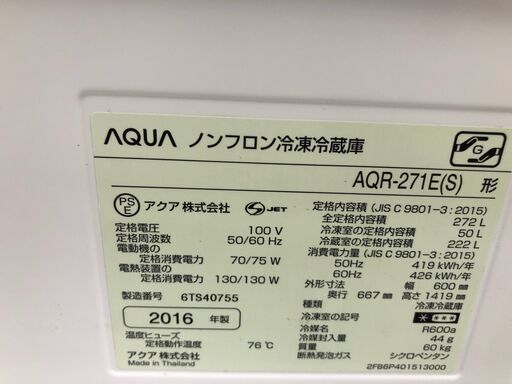 AQUA ノンフロン冷凍冷蔵庫
G
AQR-271E(S) 形
PS E アクア株式会社 S JET
定格電圧 100 V
定格周波数 50/60 Hz
電動機の
定格消費電力 70/75 W
電熱装置の
定格消費電力 130/130 W
製造番号 6TS40755
2016 年製
温度ヒューズ
定格動作温度 76℃
アクア株式会社
Made in Thailand
定格内容積 (JIS C 9801-3:2015)
全定格内容積 272 L
冷凍室の定格内容積 50 L
冷蔵室の定格内容積 222 L
消費電力量 (JIS C 9801-3:2015)
50Hz 419 kWh/年
60Hz 426 kWh/年
外形寸法 幅 600 mm
奥行 667 mm 高さ 1419 mm
種類 冷凍冷蔵庫
冷凍室の記号 * ***
冷媒名 R600a
冷媒封入量 44 g
質量 60 kg
断熱発泡ガス シクロペンタン
2FB6P401513000